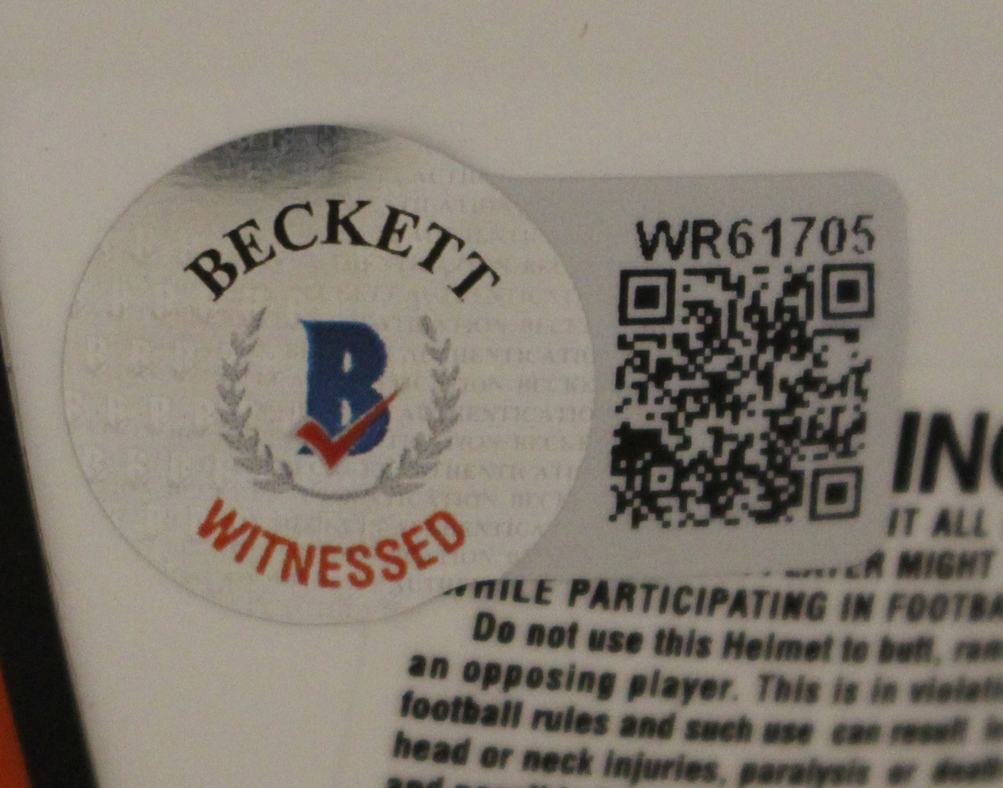 BECKETT
B
WITNESSED
WR61705
IN
IT ALL
MIGHT
WHILE PARTICIPATING IN
Do not use this Helmet to butt,
an opposing player. This is in
football rules and such use can result
head or neck injuries, paralysis or